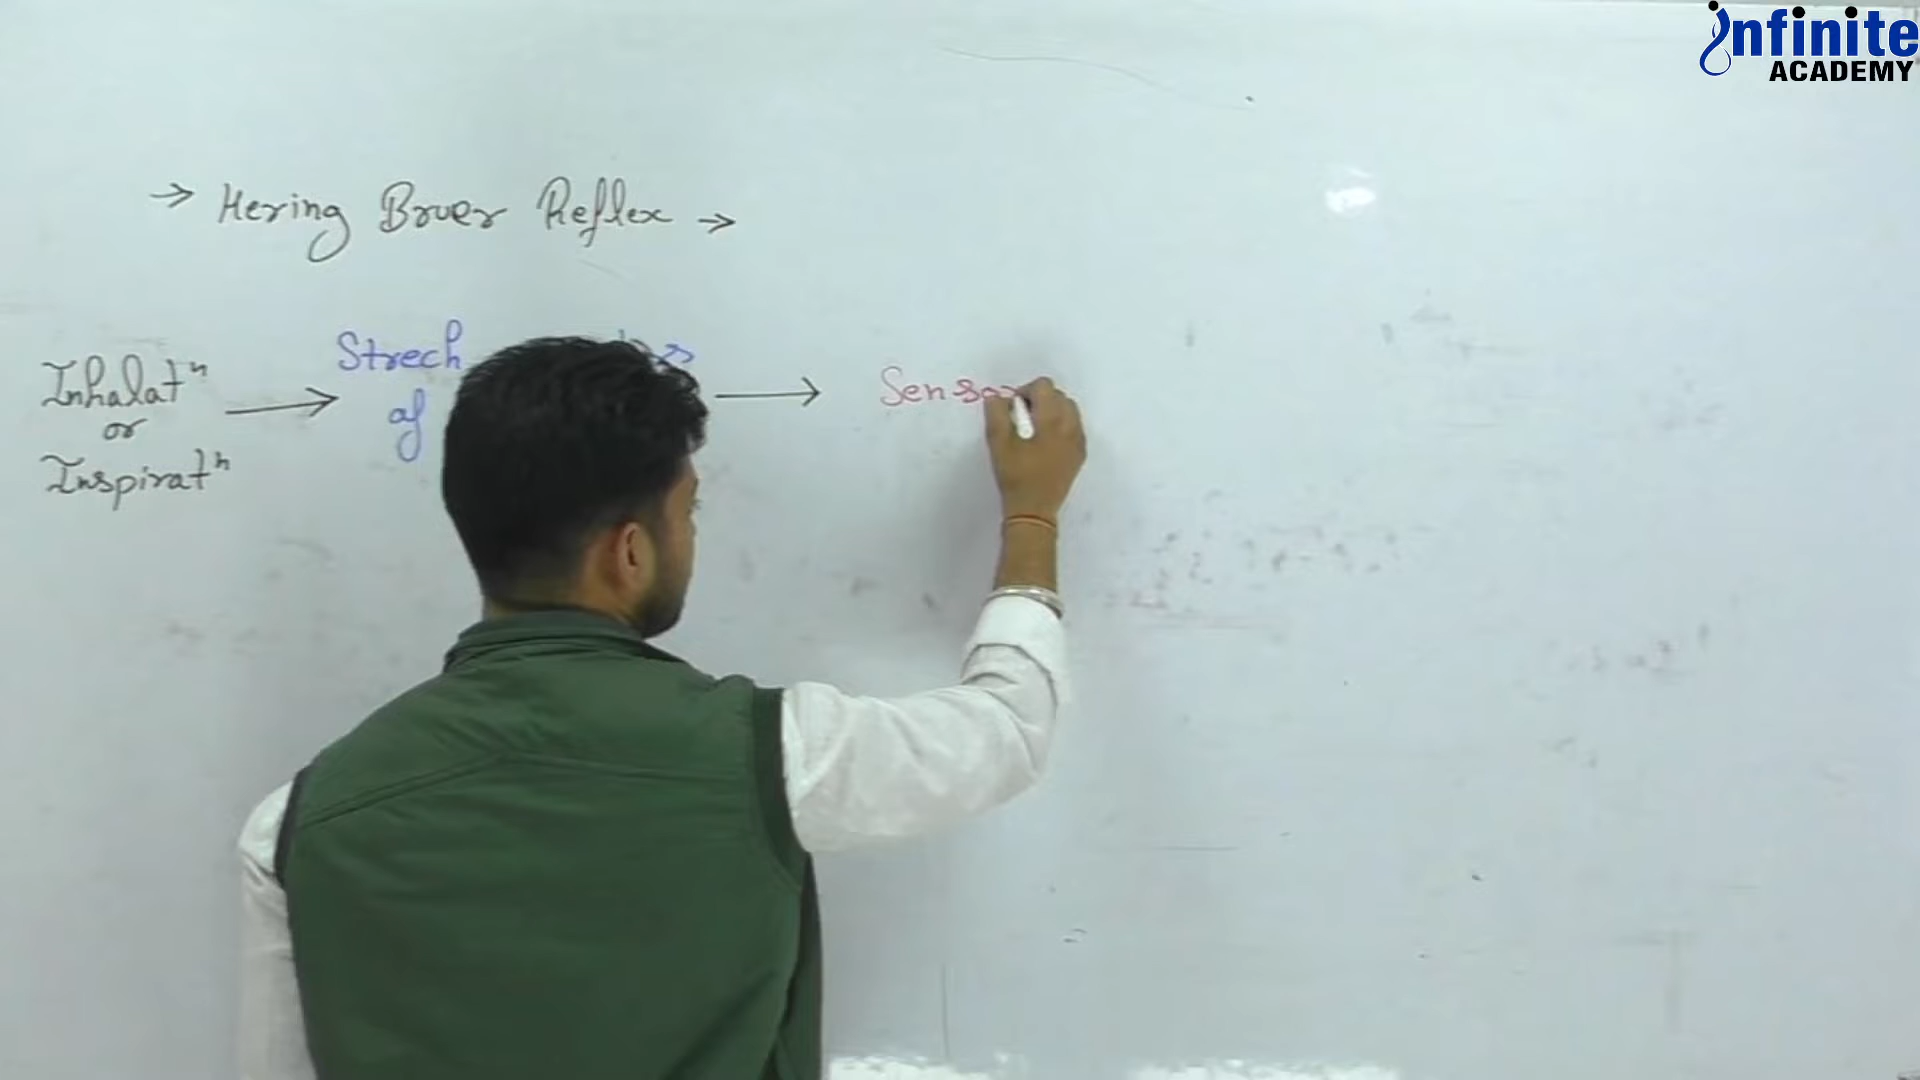 infinite
ACADEMY
→ Hering Bruer Reflex →
Inhalatⁿ
or
Inspiratⁿ
→
Strech
of
→
Sensor